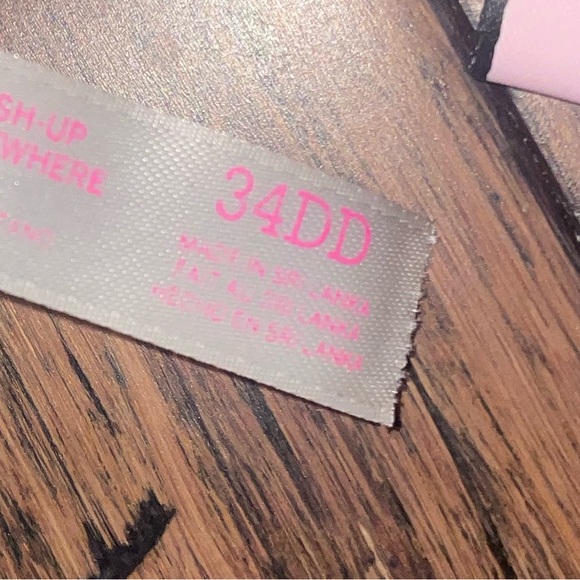 SH-UP
WHERE
34DD
MADE IN SRI LANKA
FAIT AU SRI LANKA
HECHO EN SRI LANKA